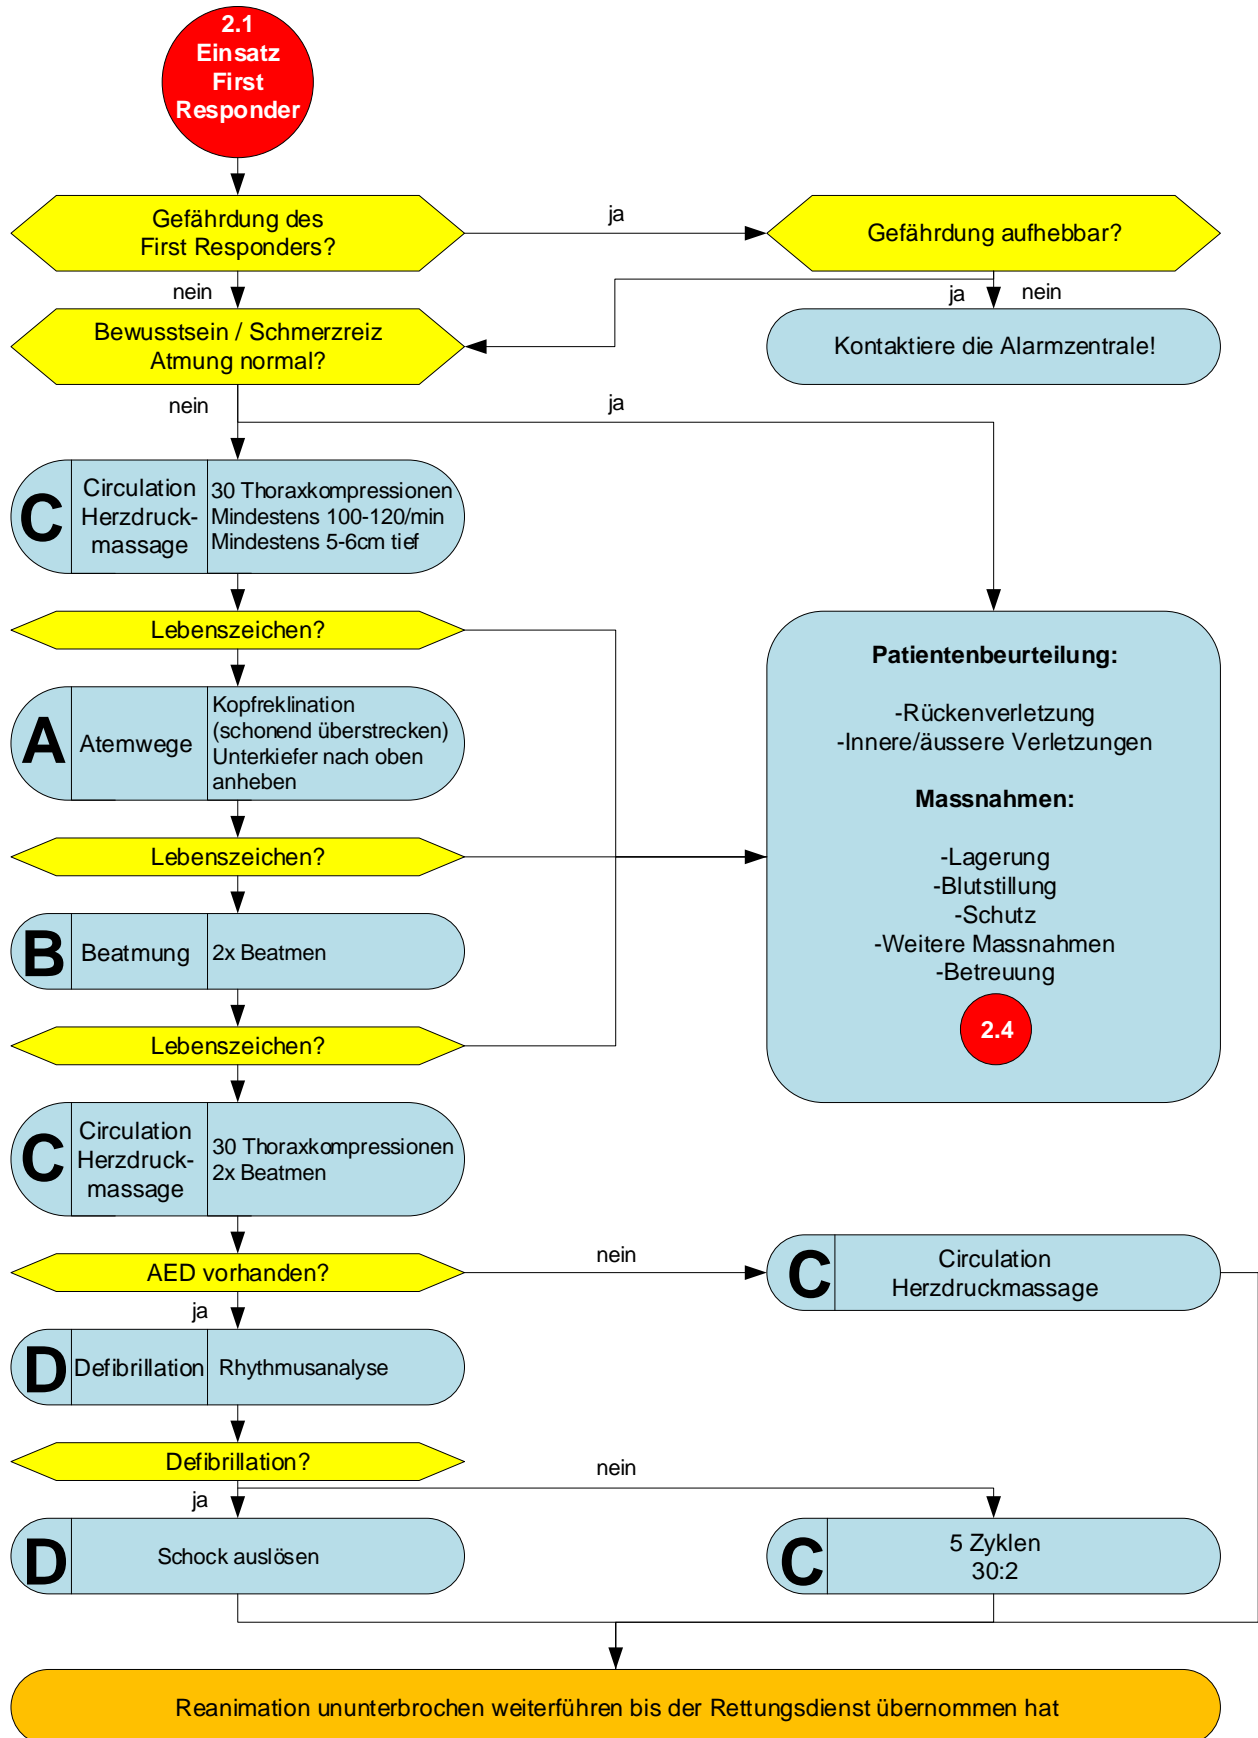 2.1
Einsatz
First
Responder
Gefährdung des
First Responders?
ja
Gefährdung aufhebbar?
nein
ja
nein
Bewusstsein / Schmerzreiz
Atmung normal?
Kontaktiere die Alarmzentrale!
nein
ja
C
Circulation
Herzdruck-
massage
30 Thoraxkompressionen
Mindestens 100-120/min
Mindestens 5-6cm tief
Lebenszeichen?
A
Atemwege
Kopfreklination
(schonend überstrecken)
Unterkiefer nach oben
anheben
Lebenszeichen?
B
Beatmung
2x Beatmen
Lebenszeichen?
Patientenbeurteilung:
-Rückenverletzung
-Innere/äussere Verletzungen
Massnahmen:
-Lagerung
-Blutstillung
-Schutz
-Weitere Massnahmen
-Betreuung
2.4
C
Circulation
Herzdruck-
massage
30 Thoraxkompressionen
2x Beatmen
AED vorhanden?
nein
C
Circulation
Herzdruckmassage
ja
D
Defibrillation
Rhythmusanalyse
Defibrillation?
nein
ja
D
Schock auslösen
C
5 Zyklen
30:2
Reanimation ununterbrochen weiterführen bis der Rettungsdienst übernommen hat